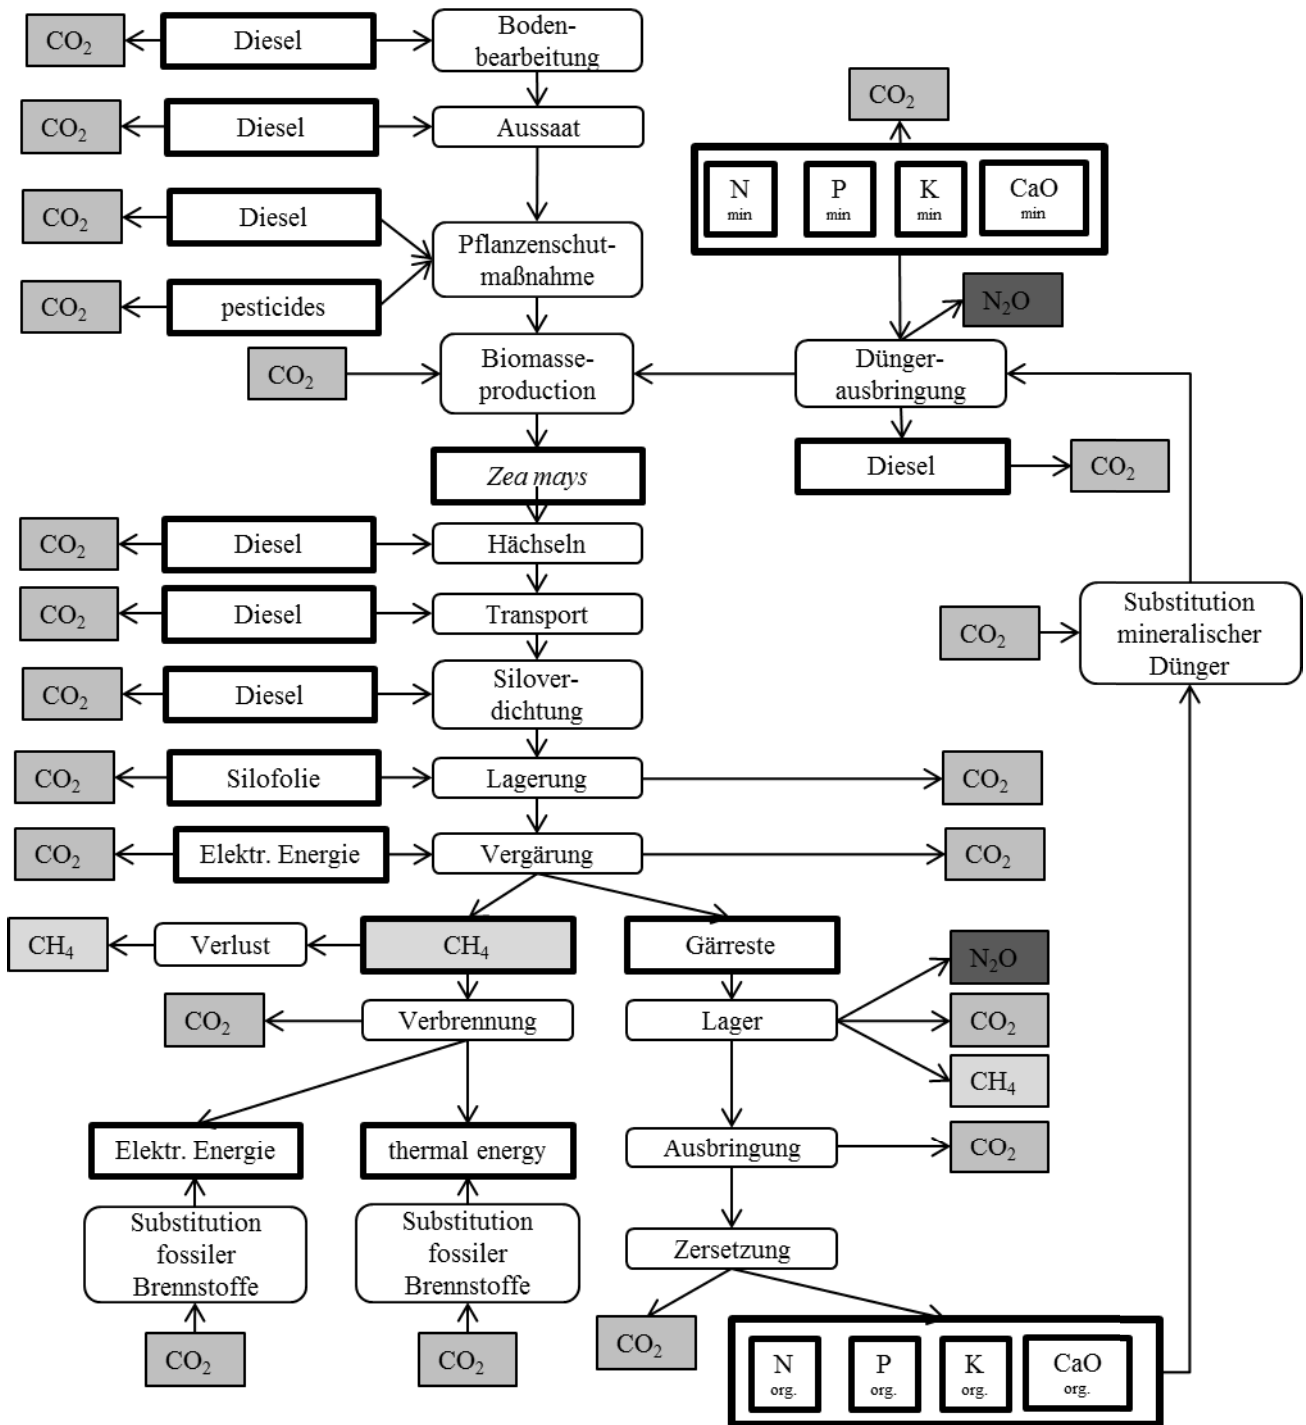 CO2
Diesel
Boden-
bearbeitung
CO2
Diesel
Aussaat
CO2
N
min
P
min
K
min
CaO
min
CO2
Diesel
CO2
pesticides
Pflanzenschut-
maßnahme
N2O
CO2
Biomasse-
production
Dünger-
ausbringung
Zea mays
Diesel
CO2
CO2
Diesel
Hächseln
CO2
Diesel
Transport
CO2
Substitution
mineralischer
Dünger
CO2
Diesel
Silover-
dichtung
CO2
Silofolie
Lagerung
CO2
CO2
Elektr. Energie
Vergärung
CO2
CH4
Verlust
CH4
Gärreste
N2O
CO2
Verbrennung
Lager
CO2
CH4
Elektr. Energie
thermal energy
Ausbringung
CO2
Substitution
fossiler
Brennstoffe
Substitution
fossiler
Brennstoffe
Zersetzung
CO2
CO2
CO2
N
org.
P
org.
K
org.
CaO
org.